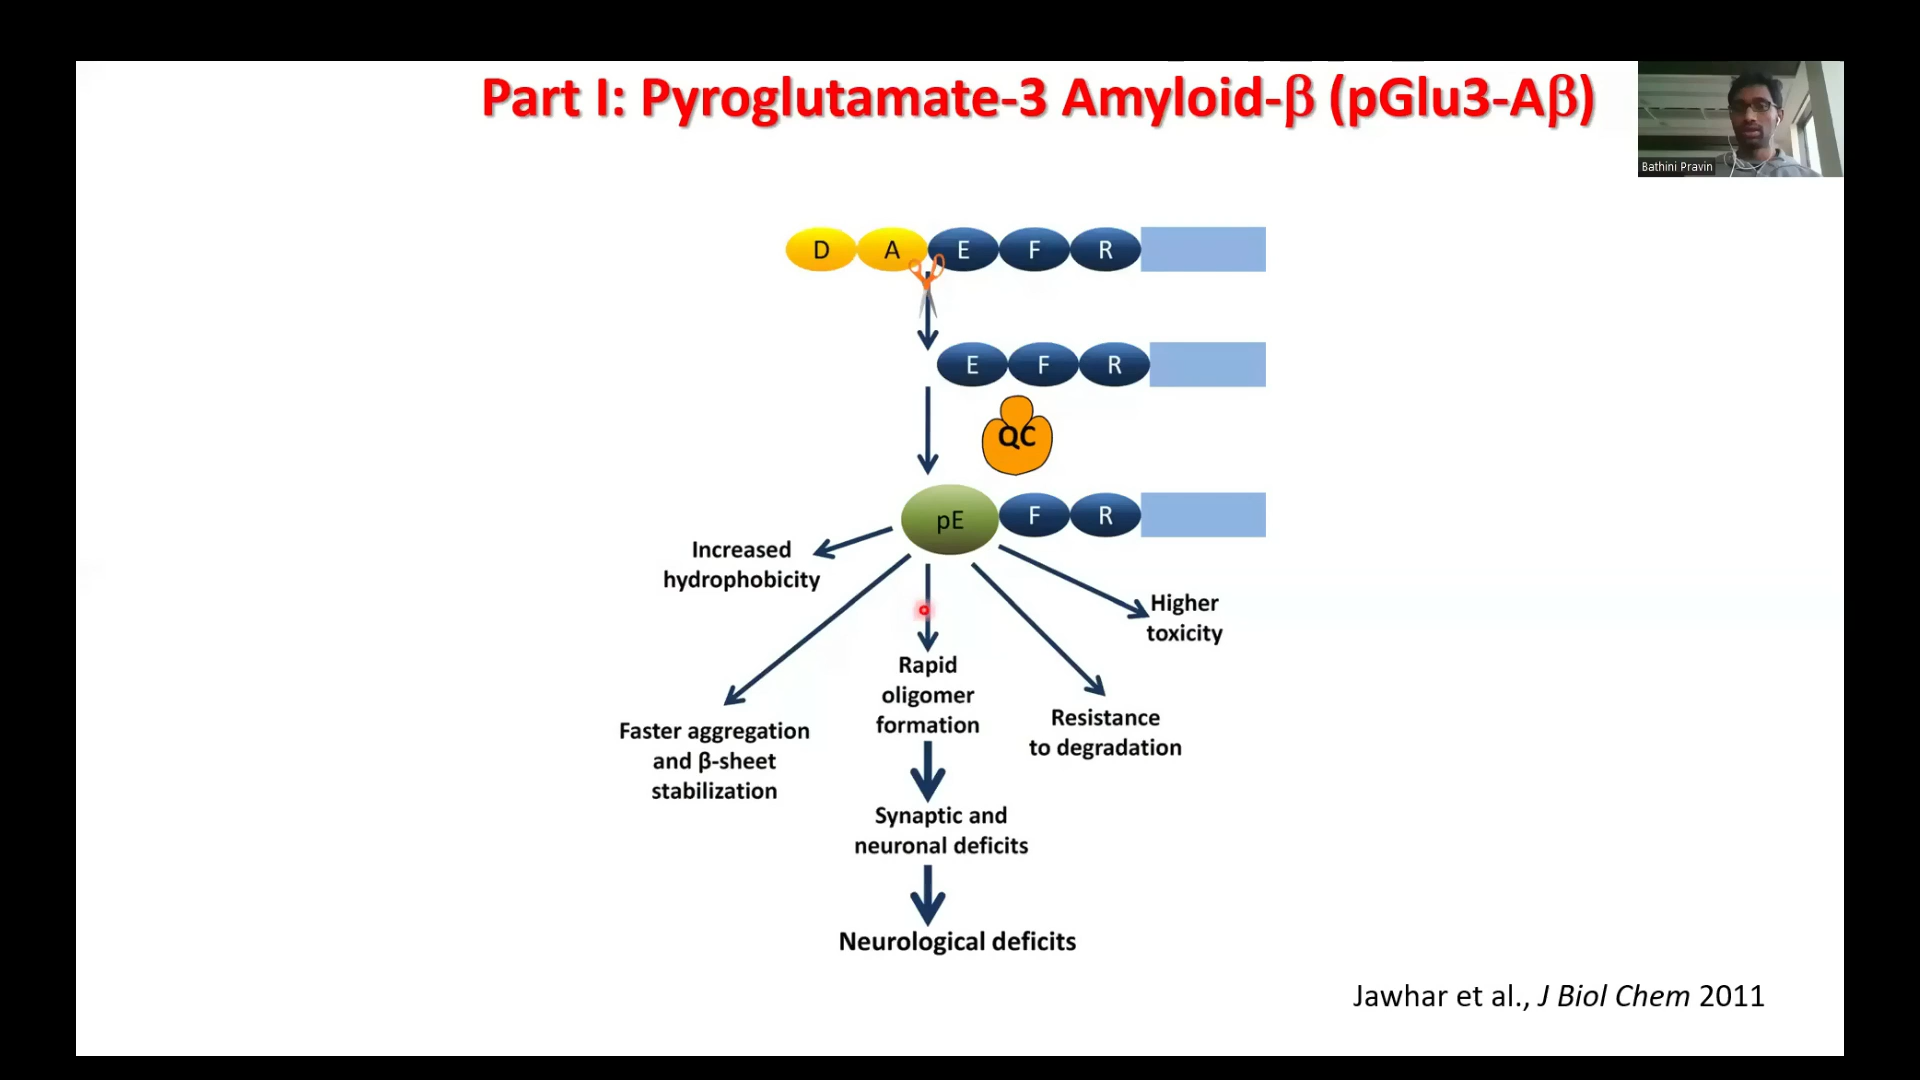 Part I: Pyroglutamate-3 Amyloid-β (pGlu3-Aβ)
Bathini Pravin
D A E F R
E F R
QC
pE F R
Increased
hydrophobicity
Higher
toxicity
Rapid
oligomer
formation
Faster aggregation
and β-sheet
stabilization
Resistance
to degradation
Synaptic and
neuronal deficits
Neurological deficits
Jawhar et al., J Biol Chem 2011